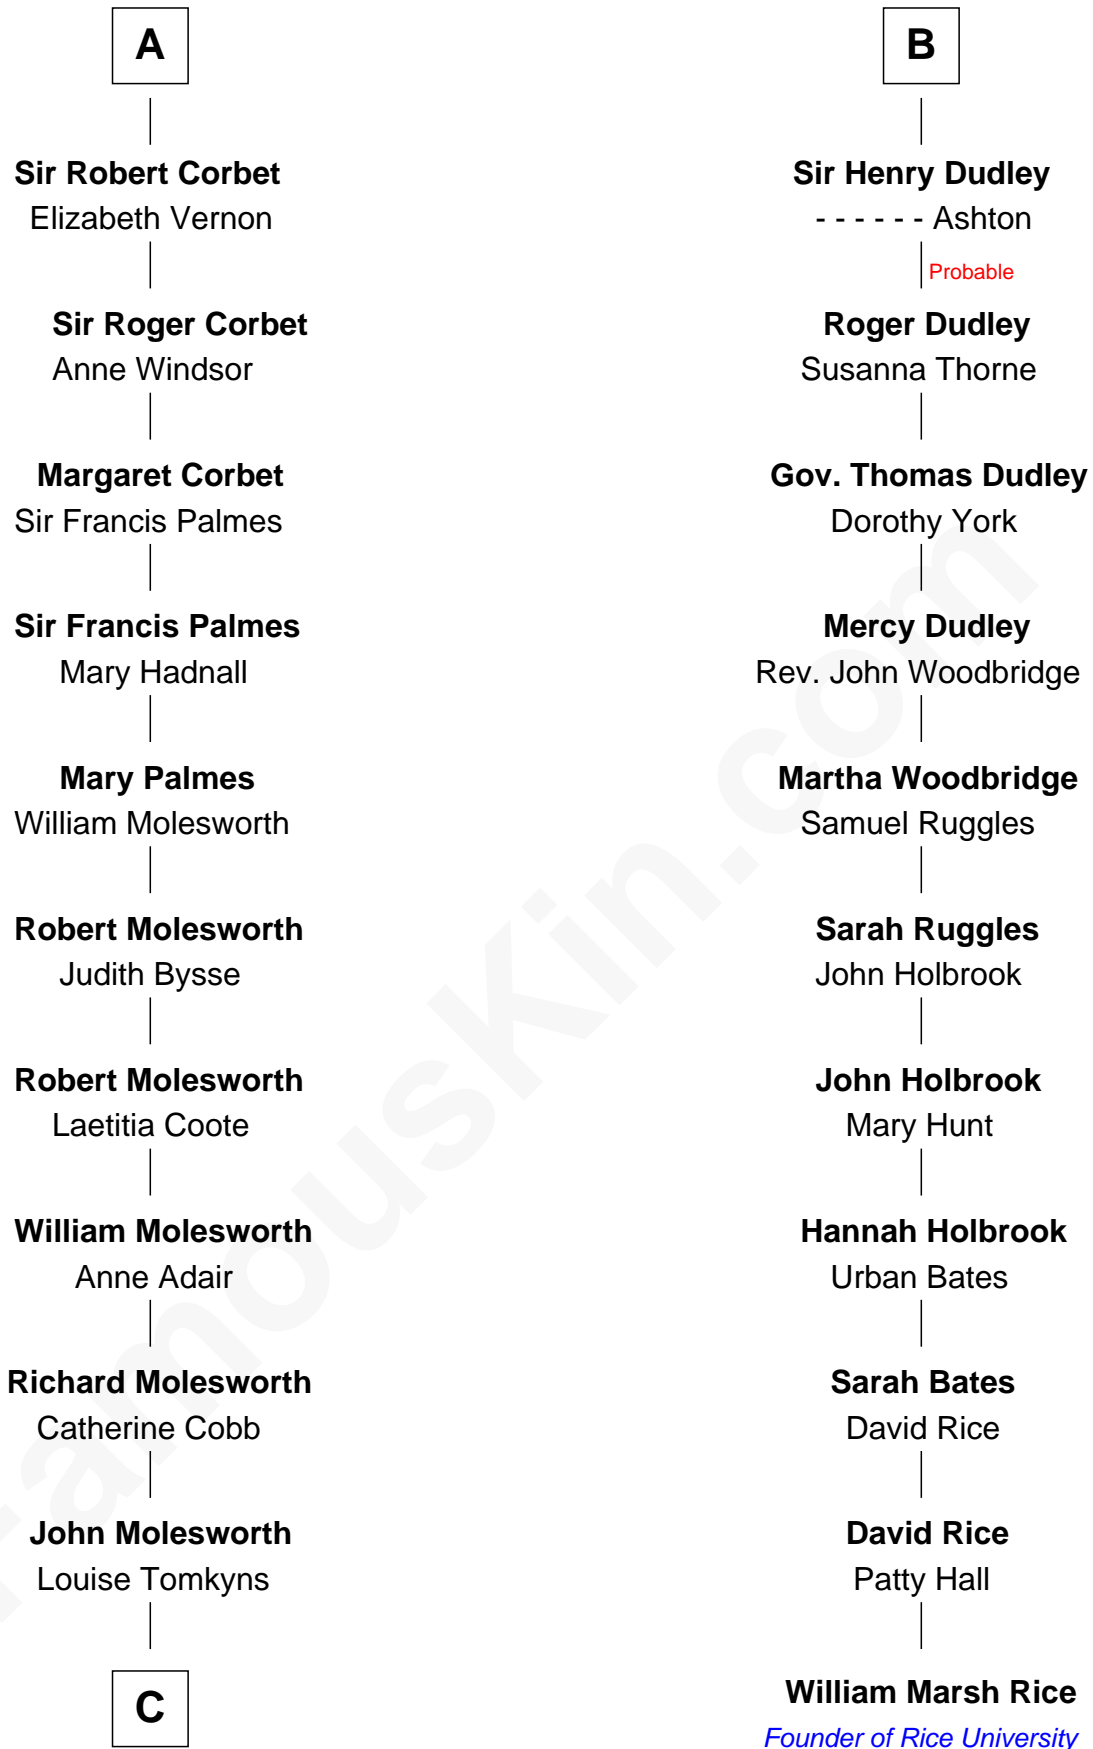 A
Sir Robert Corbet
Elizabeth Vernon
Sir Roger Corbet
Anne Windsor
Margaret Corbet
Sir Francis Palmes
Sir Francis Palmes
Mary Hadnall
Mary Palmes
William Molesworth
Robert Molesworth
Judith Bysse
Robert Molesworth
Laetitia Coote
William Molesworth
Anne Adair
Richard Molesworth
Catherine Cobb
John Molesworth
Louise Tomkyns
C
B
Sir Henry Dudley
- - - - - - Ashton
Probable
Roger Dudley
Susanna Thorne
Gov. Thomas Dudley
Dorothy York
Mercy Dudley
Rev. John Woodbridge
Martha Woodbridge
Samuel Ruggles
Sarah Ruggles
John Holbrook
John Holbrook
Mary Hunt
Hannah Holbrook
Urban Bates
Sarah Bates
David Rice
David Rice
Patty Hall
William Marsh Rice
Founder of Rice University
FamousKin.com